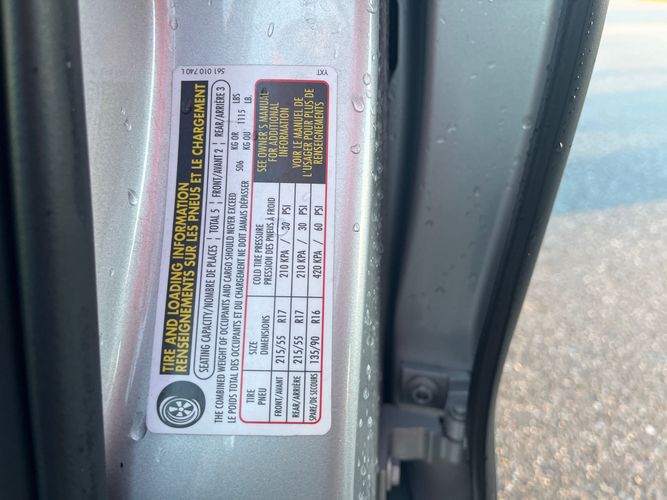 TIRE AND LOADING INFORMATION
RENSEIGNEMENTS SUR LES PNEUS ET LE CHARGEMENT
SEATING CAPACITY/NOMBRE DE PLACES | TOTAL 5 | FRONT/AVANT 2 | REAR/ARRIÈRE 3
THE COMBINED WEIGHT OF OCCUPANTS AND CARGO SHOULD NEVER EXCEED 506 KG OR 1115 LBS
LE POIDS TOTAL DES OCCUPANTS ET DU CHARGEMENT NE DOIT JAMAIS DÉPASSER KG OU LB.
TIRE SIZE COLD TIRE PRESSURE
PNEU DIMENSIONS PRESSION DES PNEUS À FROID
FRONT/AVANT 215/55 R17 210 KPA / 30 PSI
REAR/ARRIÈRE 215/55 R17 210 KPA / 30 PSI
SPARE/DE SECOURS 135/90 R16 420 KPA / 60 PSI
SEE OWNER'S MANUAL
FOR ADDITIONAL
INFORMATION
VOIR LE MANUEL DE
L'USAGER POUR PLUS DE
RENSEIGNEMENTS
561 010 740 L
YXT